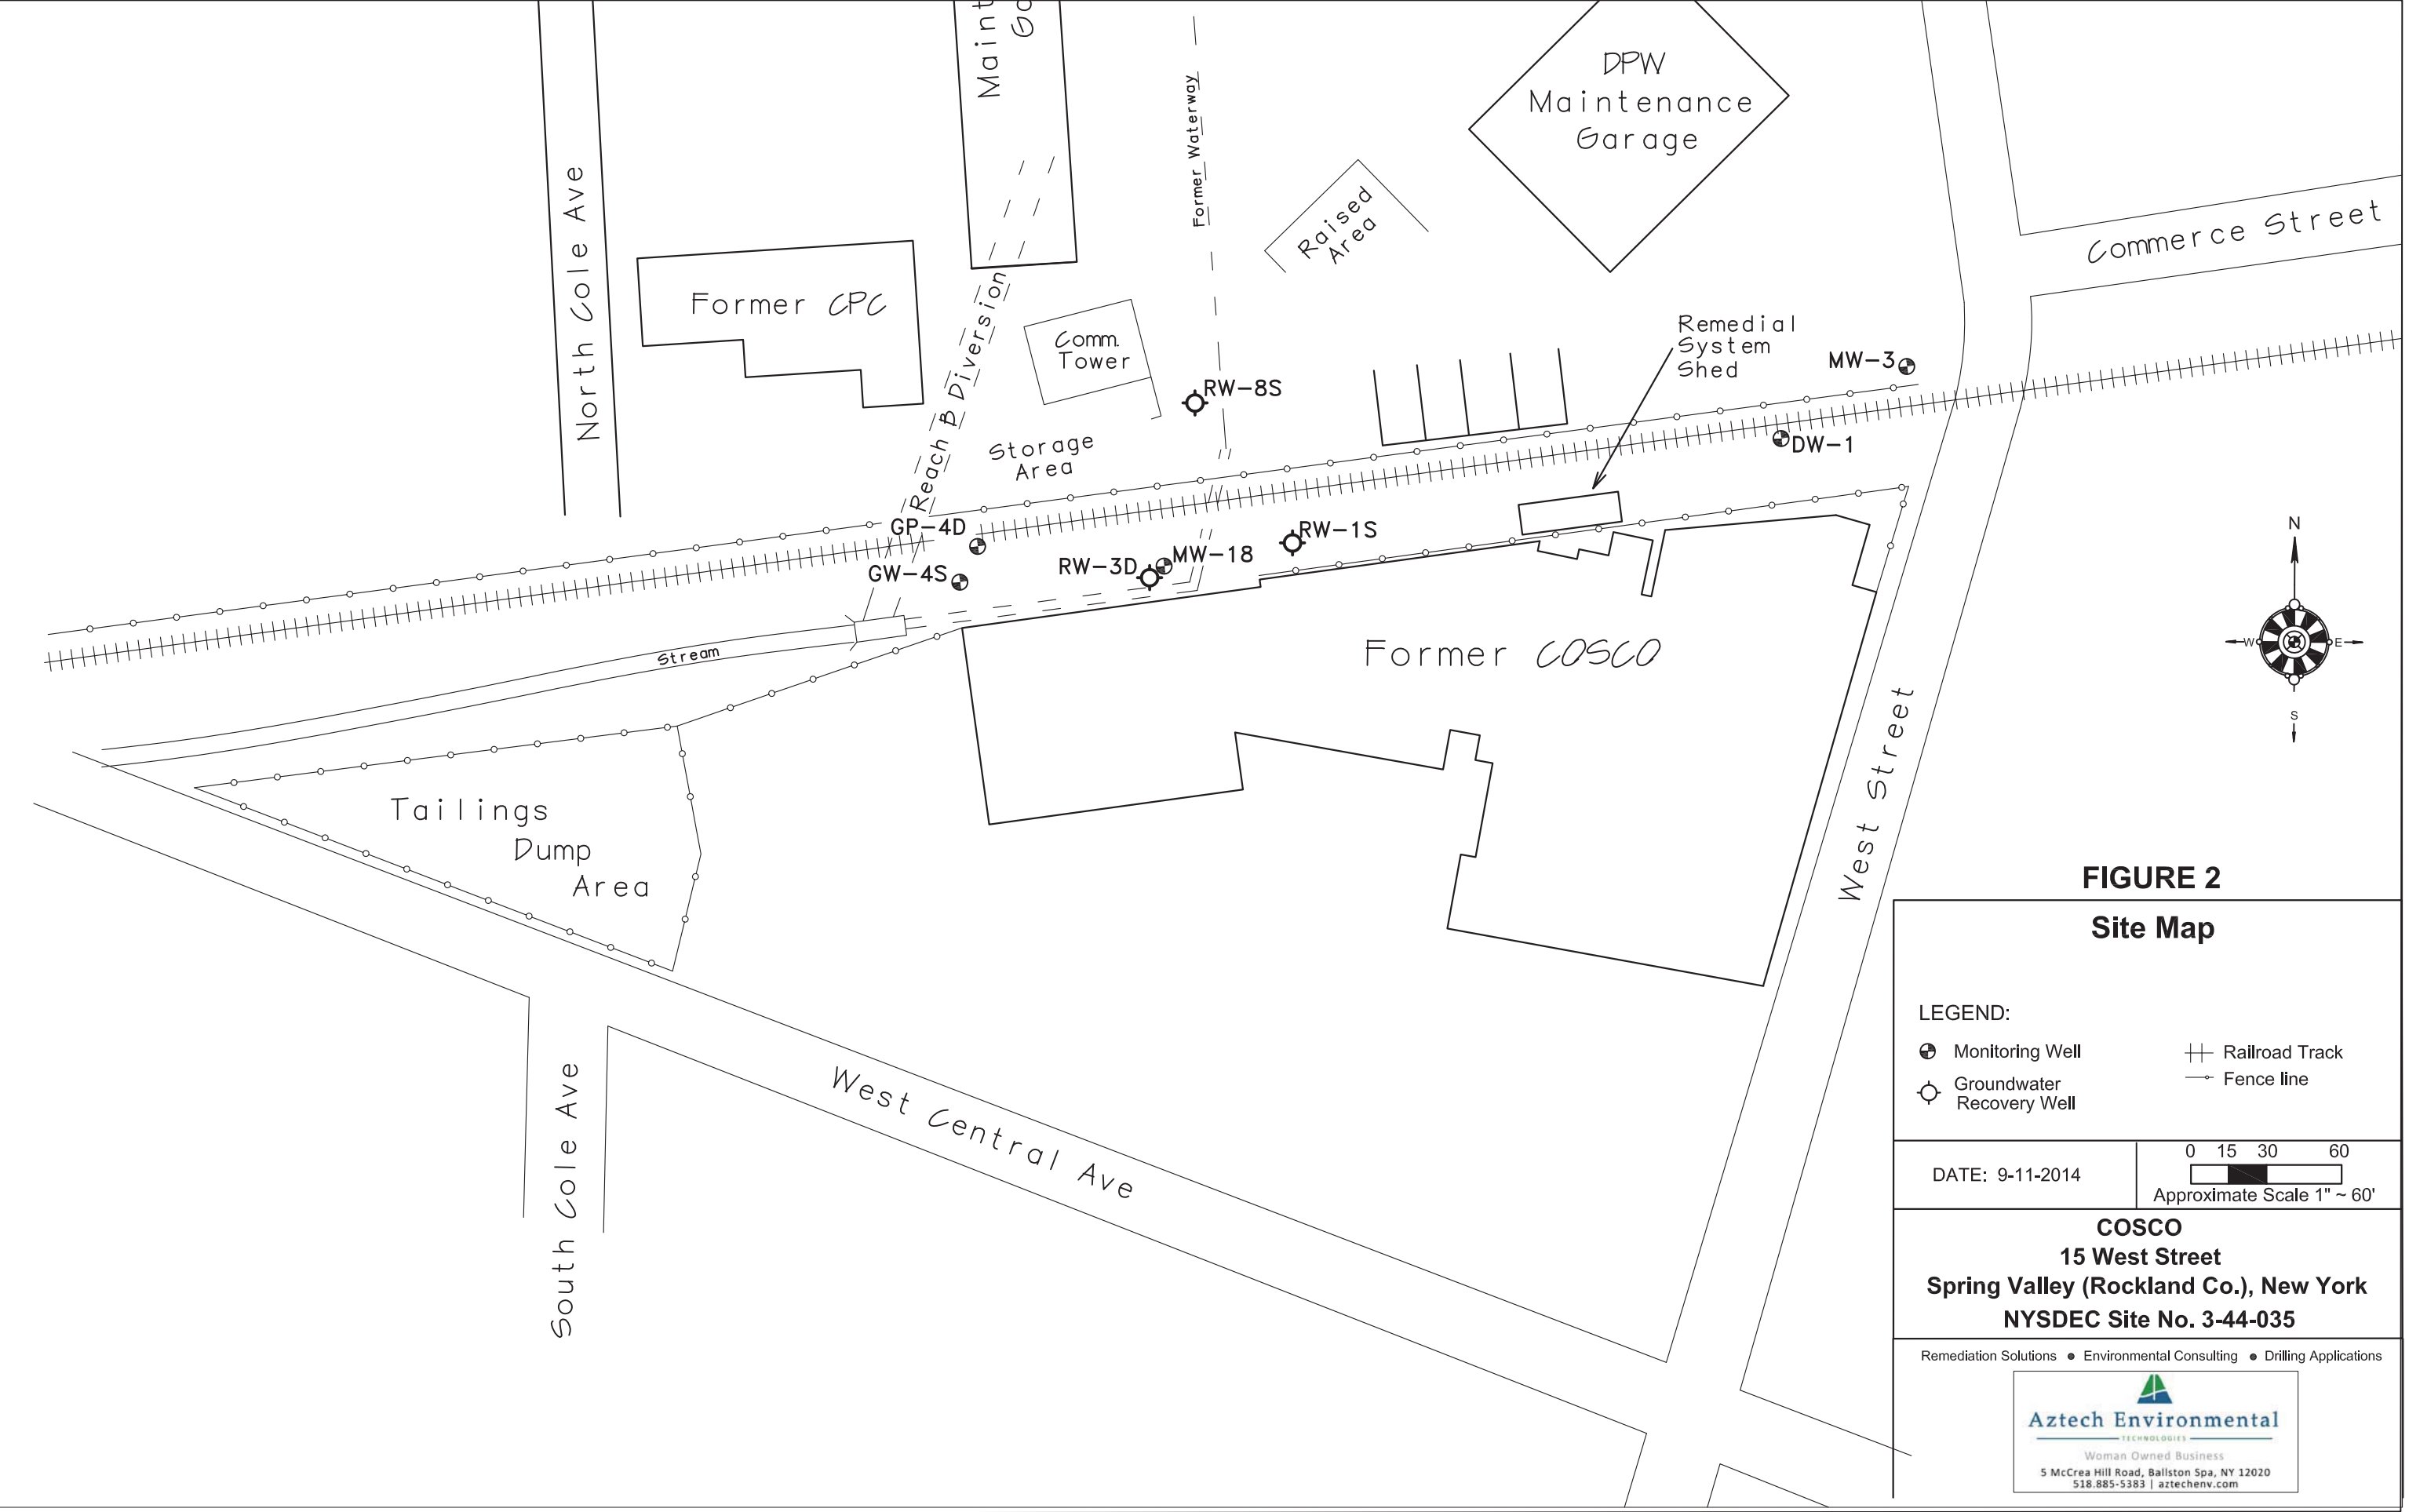 Maint
Former Waterway
DPW
Maintenance
Garage
North Cole Ave
Raised
Area
Commerce Street
Former CPC
Reach B Diversion
Comm.
Tower
Remedial
System
Shed
MW-3
RW-8S
DW-1
Storage
Area
GP-4D
RW-1S
GW-4S
RW-3D
MW-18
N
W
E
S
Stream
Former COSCO
West Street
Tailings
Dump
Area
West Central Ave
South Cole Ave
FIGURE 2
Site Map
LEGEND:
Monitoring Well
Railroad Track
Groundwater
Recovery Well
Fence line
DATE: 9-11-2014
0 15 30 60
Approximate Scale 1" ~ 60'
COSCO
15 West Street
Spring Valley (Rockland Co.), New York
NYSDEC Site No. 3-44-035
Remediation Solutions • Environmental Consulting • Drilling Applications
Aztech Environmental
TECHNOLOGIES
Woman Owned Business
5 McCrea Hill Road, Ballston Spa, NY 12020
518.885-5383 | aztechenv.com